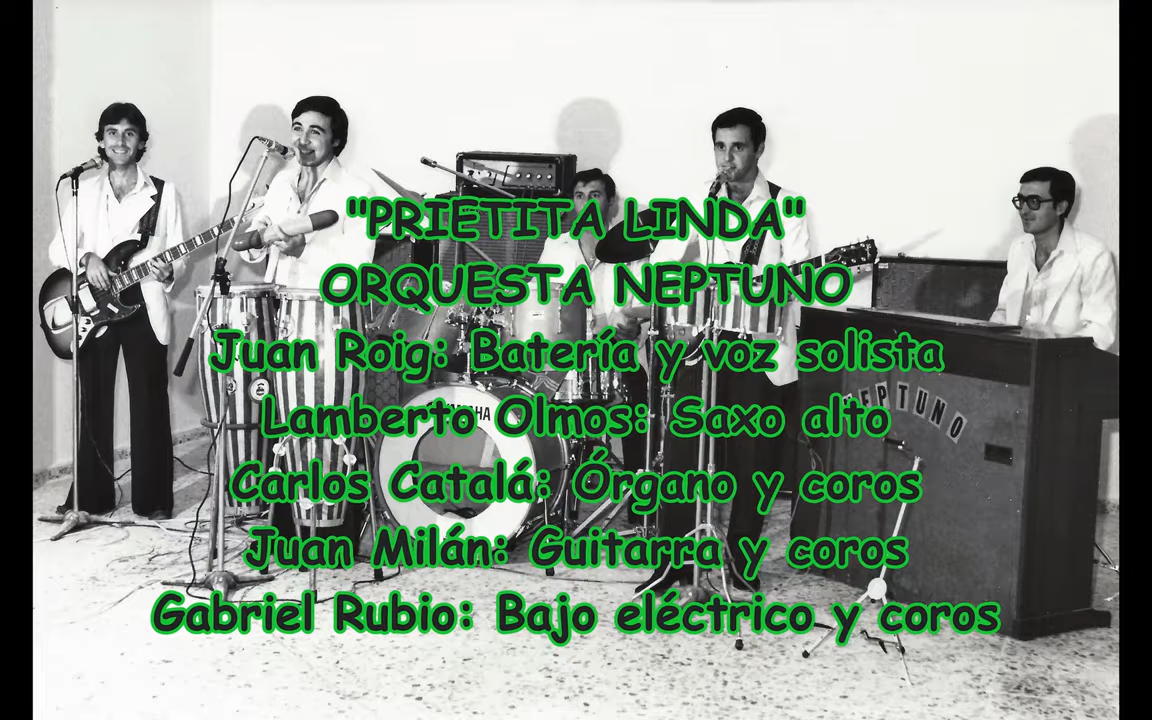 "PRIETITA LINDA"
ORQUESTA NEPTUNO
Juan Roig: Batería y voz solista
Lamberto Olmos: Saxo alto
Carlos Catalá: Órgano y coros
Juan Milán: Guitarra y coros
Gabriel Rubio: Bajo eléctrico y coros
NEPTUNO